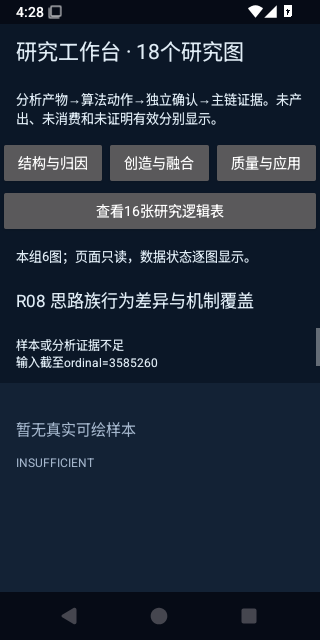 4:28
研究工作台 · 18个研究图
分析产物→算法动作→独立确认→主链证据。未产
出、未消费和未证明有效分别显示。
结构与归因
创造与融合
质量与应用
查看16张研究逻辑表
本组6图；页面只读，数据状态逐图显示。
R08 思路族行为差异与机制覆盖
样本或分析证据不足
输入截至ordinal=3585260
暂无真实可绘样本
INSUFFICIENT